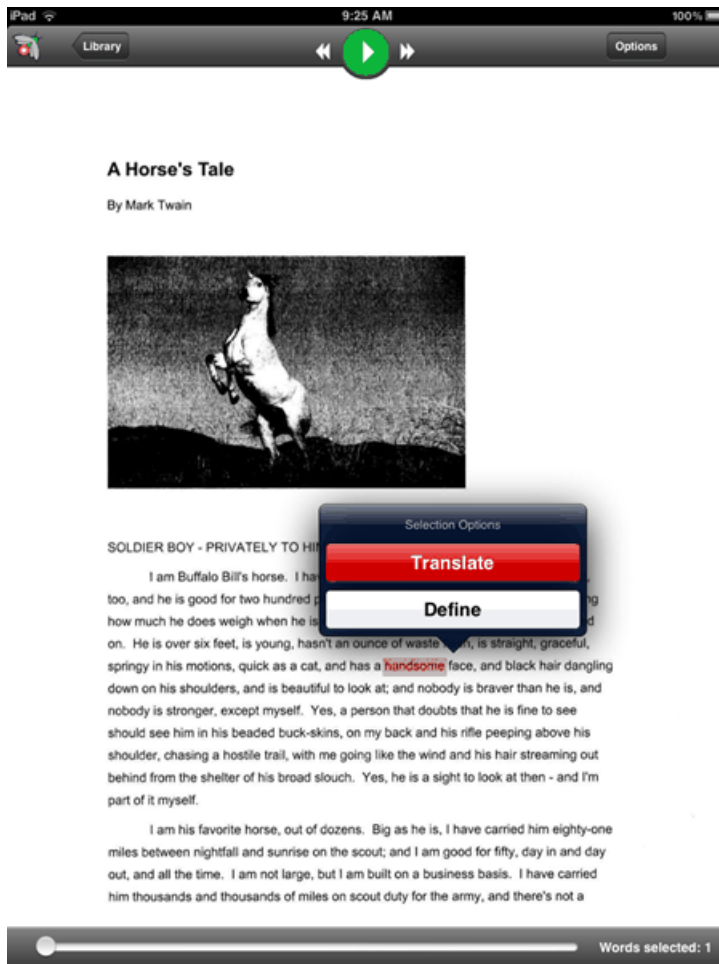 iPad 9:25 AM 100%
Library Options
A Horse's Tale
By Mark Twain
Selection Options
SOLDIER BOY - PRIVATELY TO
Translate
I am Buffalo Bill's horse. I
too, and he is good for two hundred
Define
how much he does weigh when he is
on. He is over six feet, is young, hasn't an ounce of waste is straight, graceful,
springy in his motions, quick as a cat, and has a handsome face, and black hair dangling
down on his shoulders, and is beautiful to look at; and nobody is braver than he is, and
nobody is stronger, except myself. Yes, a person that doubts that he is fine to see
should see him in his beaded buck-skins, on my back and his rifle peeping above his
shoulder, chasing a hostile trail, with me going like the wind and his hair streaming out
behind from the shelter of his broad slouch. Yes, he is a sight to look at then - and I'm
part of it myself.
I am his favorite horse, out of dozens. Big as he is, I have carried him eighty-one
miles between nightfall and sunrise on the scout; and I am good for fifty, day in and day
out, and all the time. I am not large, but I am built on a business basis. I have carried
him thousands and thousands of miles on scout duty for the army, and there's not a
Words selected: 1